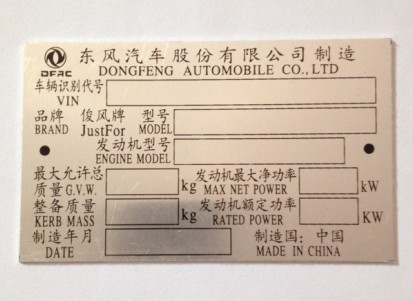 东风汽车股份有限公司制造
DFAC DONGFENG AUTOMOBILE CO., LTD
车辆识别代号
VIN
品牌 俊风牌 型号
BRAND JustFor MODEL
发动机型号
ENGINE MODEL
最大允许总 发动机最大净功率
质量 G.V.W. kg MAX NET POWER kW
整备质量 发动机额定功率
KERB MASS kg RATED POWER KW
制造年月 制造国：中国
DATE MADE IN CHINA